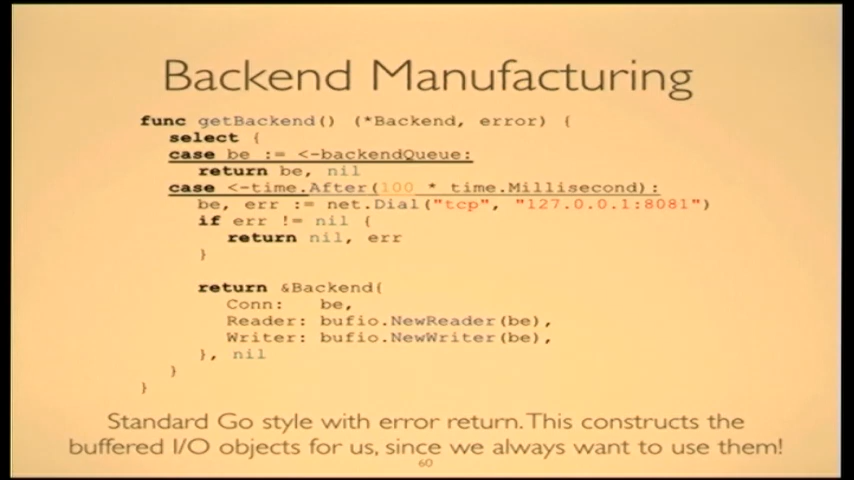 Backend Manufacturing
func getBackend() (*Backend, error) {
select {
case be := <-backendQueue:
return be, nil
case <-time.After(100 * time.Millisecond):
be, err := net.Dial("tcp", "127.0.0.1:8081")
if err != nil {
return nil, err
}
return &Backend{
Conn: be,
Reader: bufio.NewReader(be),
Writer: bufio.NewWriter(be),
}, nil
}
}
Standard Go style with error return. This constructs the
buffered I/O objects for us, since we always want to use them!
60